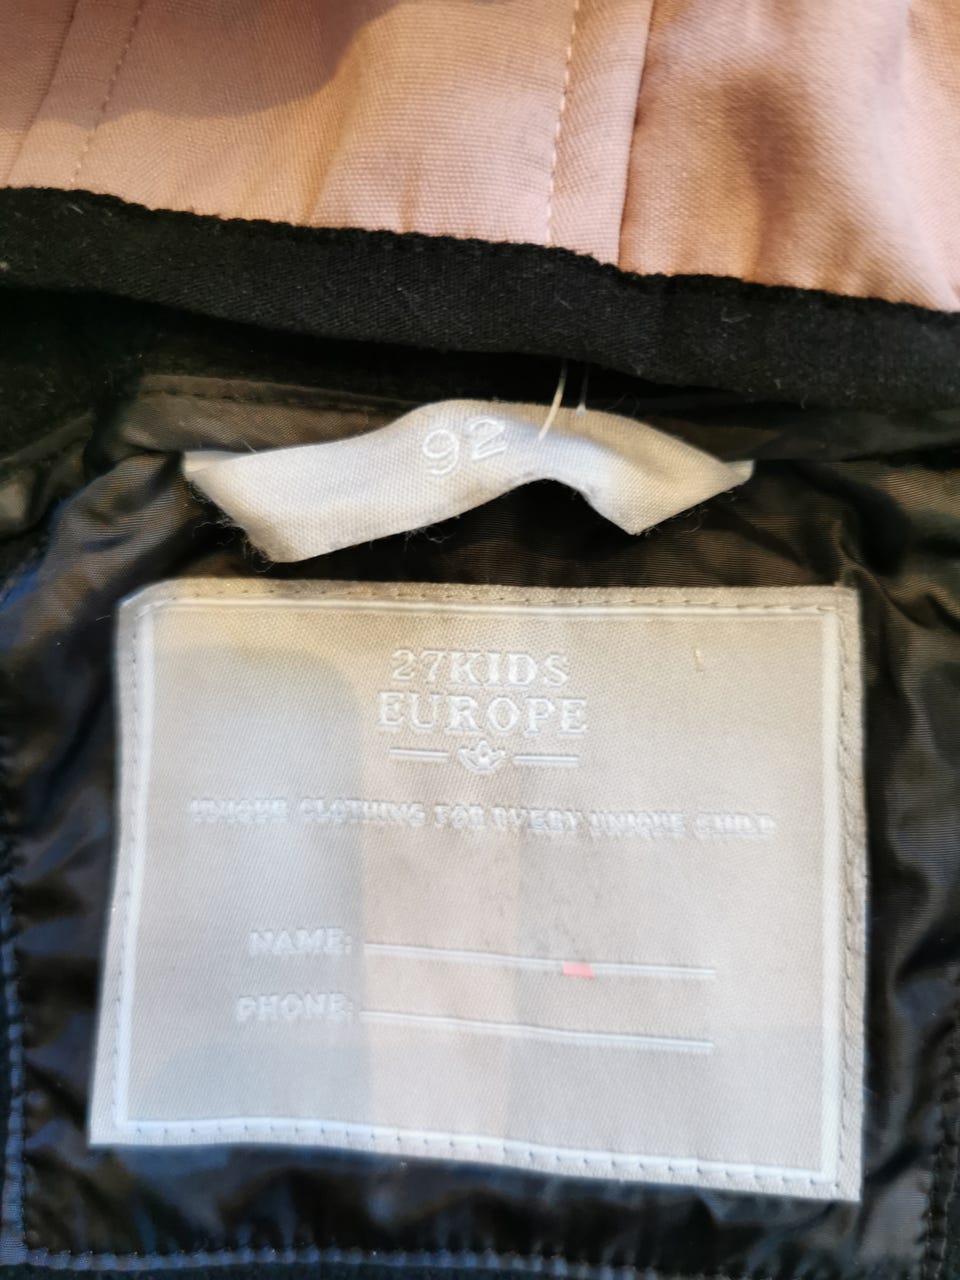 92
27KIDS
EUROPE
UNIQUE CLOTHING FOR EVERY UNIQUE CHILD
NAME:
PHONE: